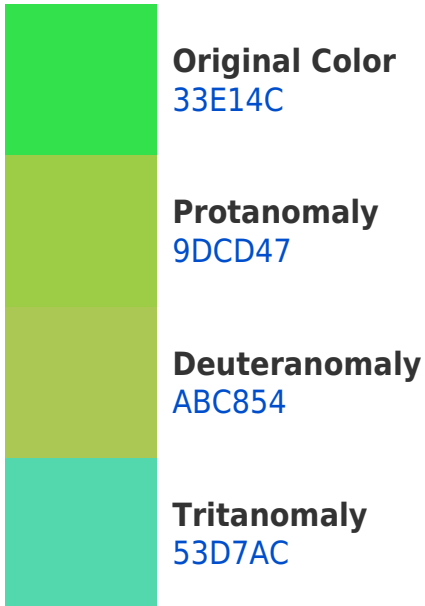 Original Color
33E14C
Protanomaly
9DCD47
Deuteranomaly
ABC854
Tritanomaly
53D7AC